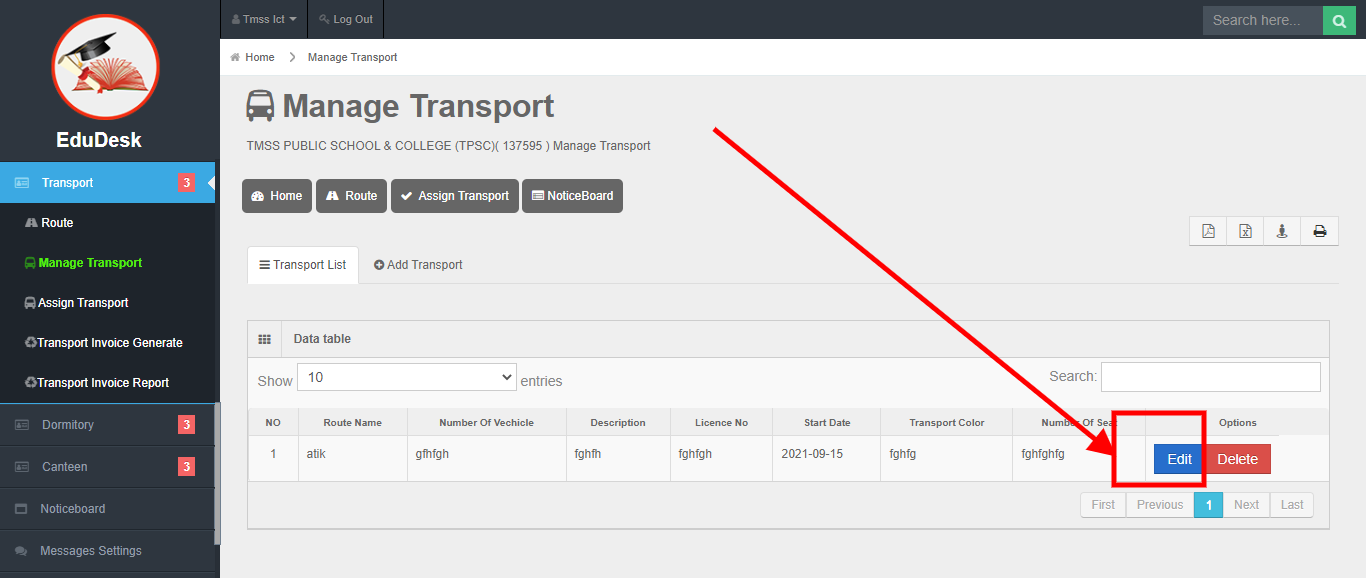 Tmss Ict
Log Out
Search here...
EduDesk
Home > Manage Transport
Manage Transport
TMSS PUBLIC SCHOOL & COLLEGE (TPSC)( 137595 ) Manage Transport
Home Route Assign Transport NoticeBoard
Transport 3
Route
Manage Transport
Assign Transport
Transport Invoice Generate
Transport Invoice Report
Dormitory 3
Canteen 3
Noticeboard
Messages Settings
Transport List Add Transport
Data table
Show 10 entries
Search:
NO Route Name Number Of Vechicle Description Licence No Start Date Transport Color Number Of Options
1 atik gfhfgh fghfh fghfgh 2021-09-15 fghfg fghfghfg Edit Delete
First Previous 1 Next Last